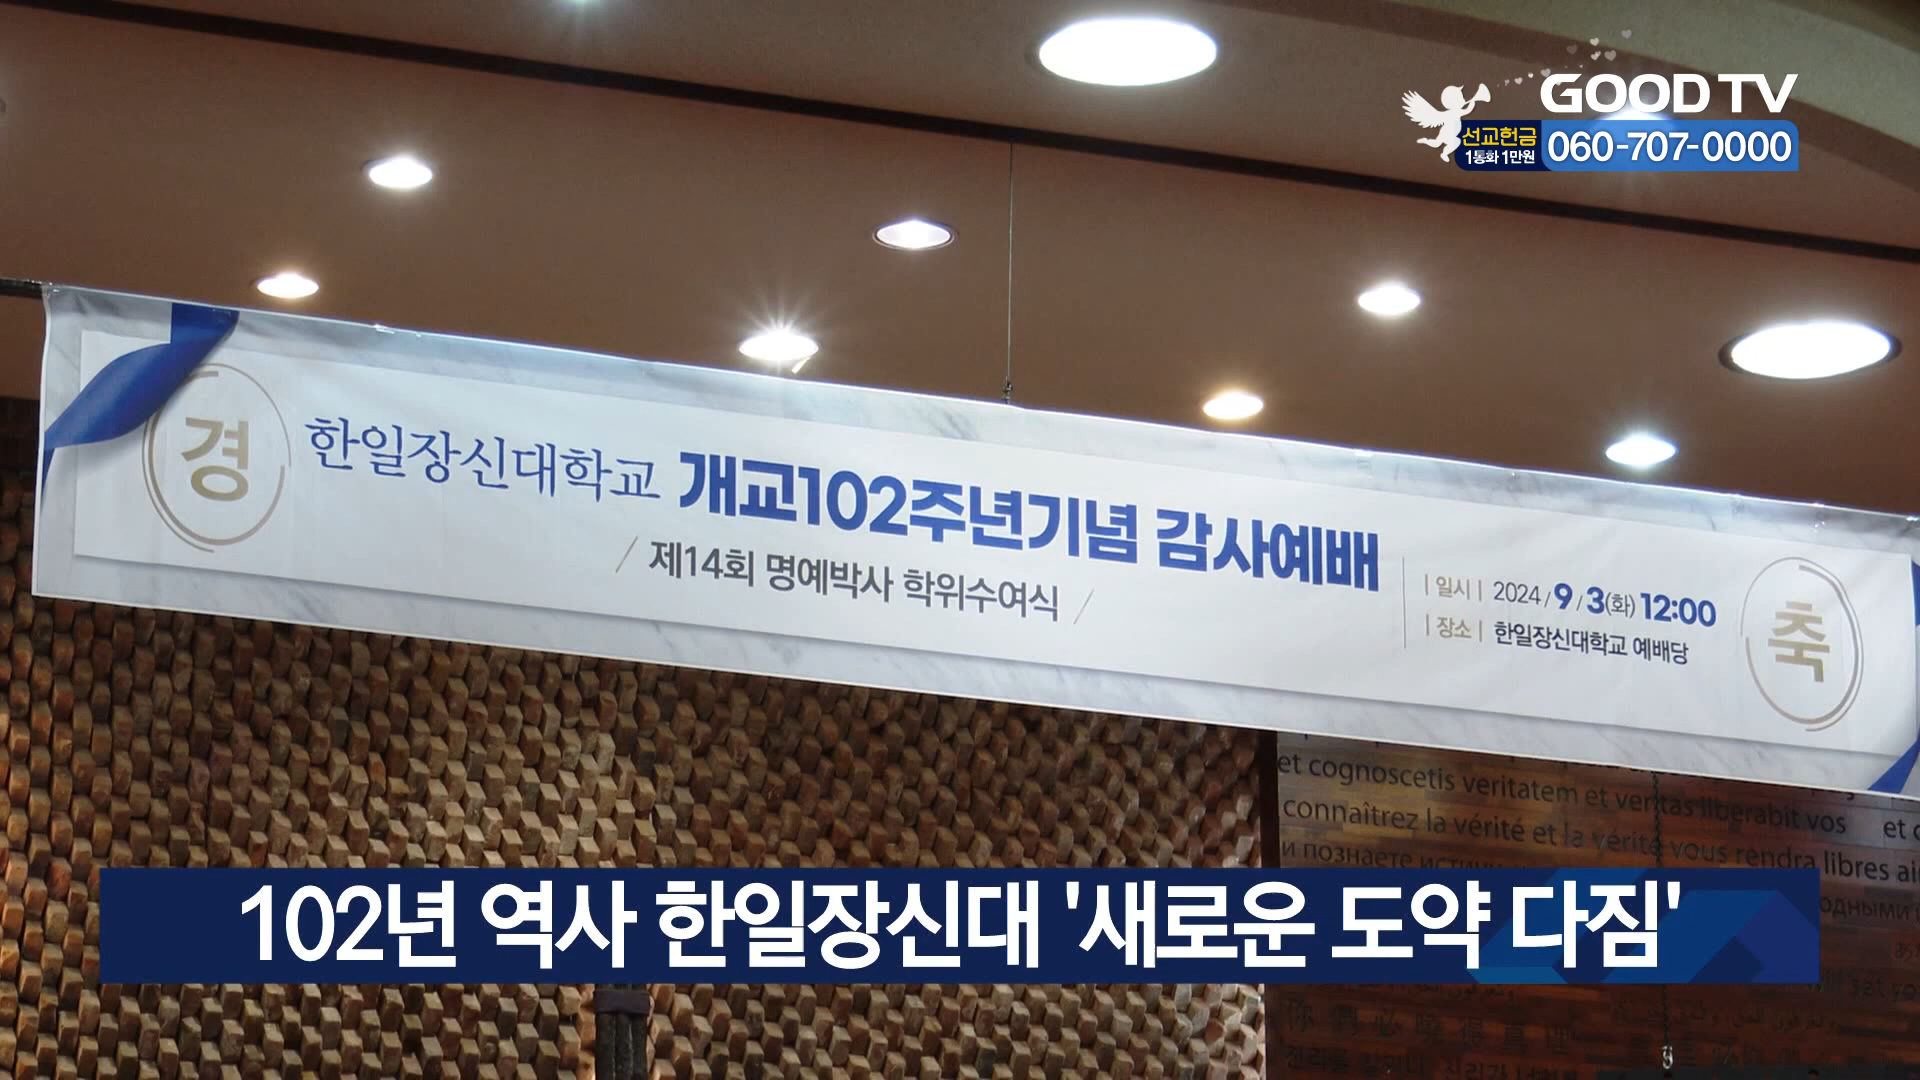 GOOD TV
선교헌금
1통화 1만원
060-707-0000
경
한일장신대학교 개교102주년기념 감사예배
/ 제14회 명예박사 학위수여식 /
| 일시 | 2024/9/3(화) 12:00
| 장소 | 한일장신대학교 예배당
축
et cognoscetis veritatem et veritas liberabit vos et c
connaîtrez la vérité et la vérité vous rendra libres ai
и познаете истину
102년 역사 한일장신대 '새로운 도약 다짐'